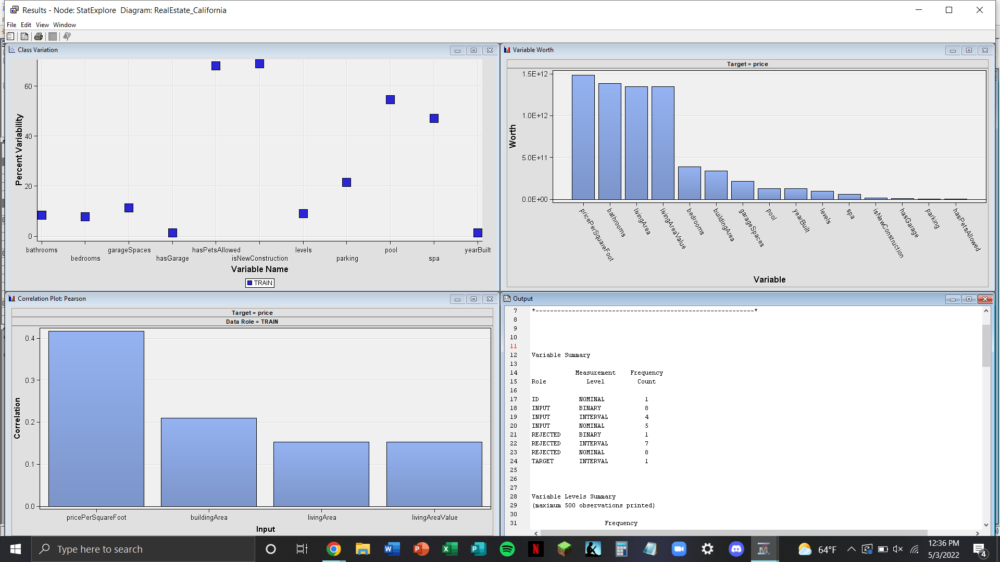 Results - Node: StatExplore  Diagram: RealEstate_California
File Edit View Window
Class Variation
60
40
20
0
Percent Variability
bathrooms
bedrooms
garageSpaces
hasGarage
hasPetsAllowed
isNewConstruction
levels
parking
pool
spa
yearBuilt
Variable Name
TRAIN
Variable Worth
Target = price
1.5E+12
1.0E+12
5.0E+11
0.0E+00
Worth
pricePerSquareFoot
bathrooms
livingArea
livingAreaValue
bedrooms
buildingArea
garageSpaces
pool
yearBuilt
levels
spa
isNewConstruction
hasGarage
parking
hasPetsAllowed
Variable
Correlation Plot: Pearson
Target = price
Data Role = TRAIN
0.4
0.3
0.2
0.1
0.0
Correlation
pricePerSquareFoot
buildingArea
livingArea
livingAreaValue
Input
Output
7 *------------------------------------------------------------*
8
9
10
11
12 Variable Summary
13
14 Measurement Frequency
15 Role Level Count
16
17 ID NOMINAL 1
18 INPUT BINARY 8
19 INPUT INTERVAL 4
20 INPUT NOMINAL 5
21 REJECTED BINARY 1
22 REJECTED INTERVAL 7
23 REJECTED NOMINAL 8
24 TARGET INTERVAL 1
25
26
27
28 Variable Levels Summary
29 (maximum 500 observations printed)
30
31 Frequency
Type here to search
64°F
12:36 PM
5/3/2022
4